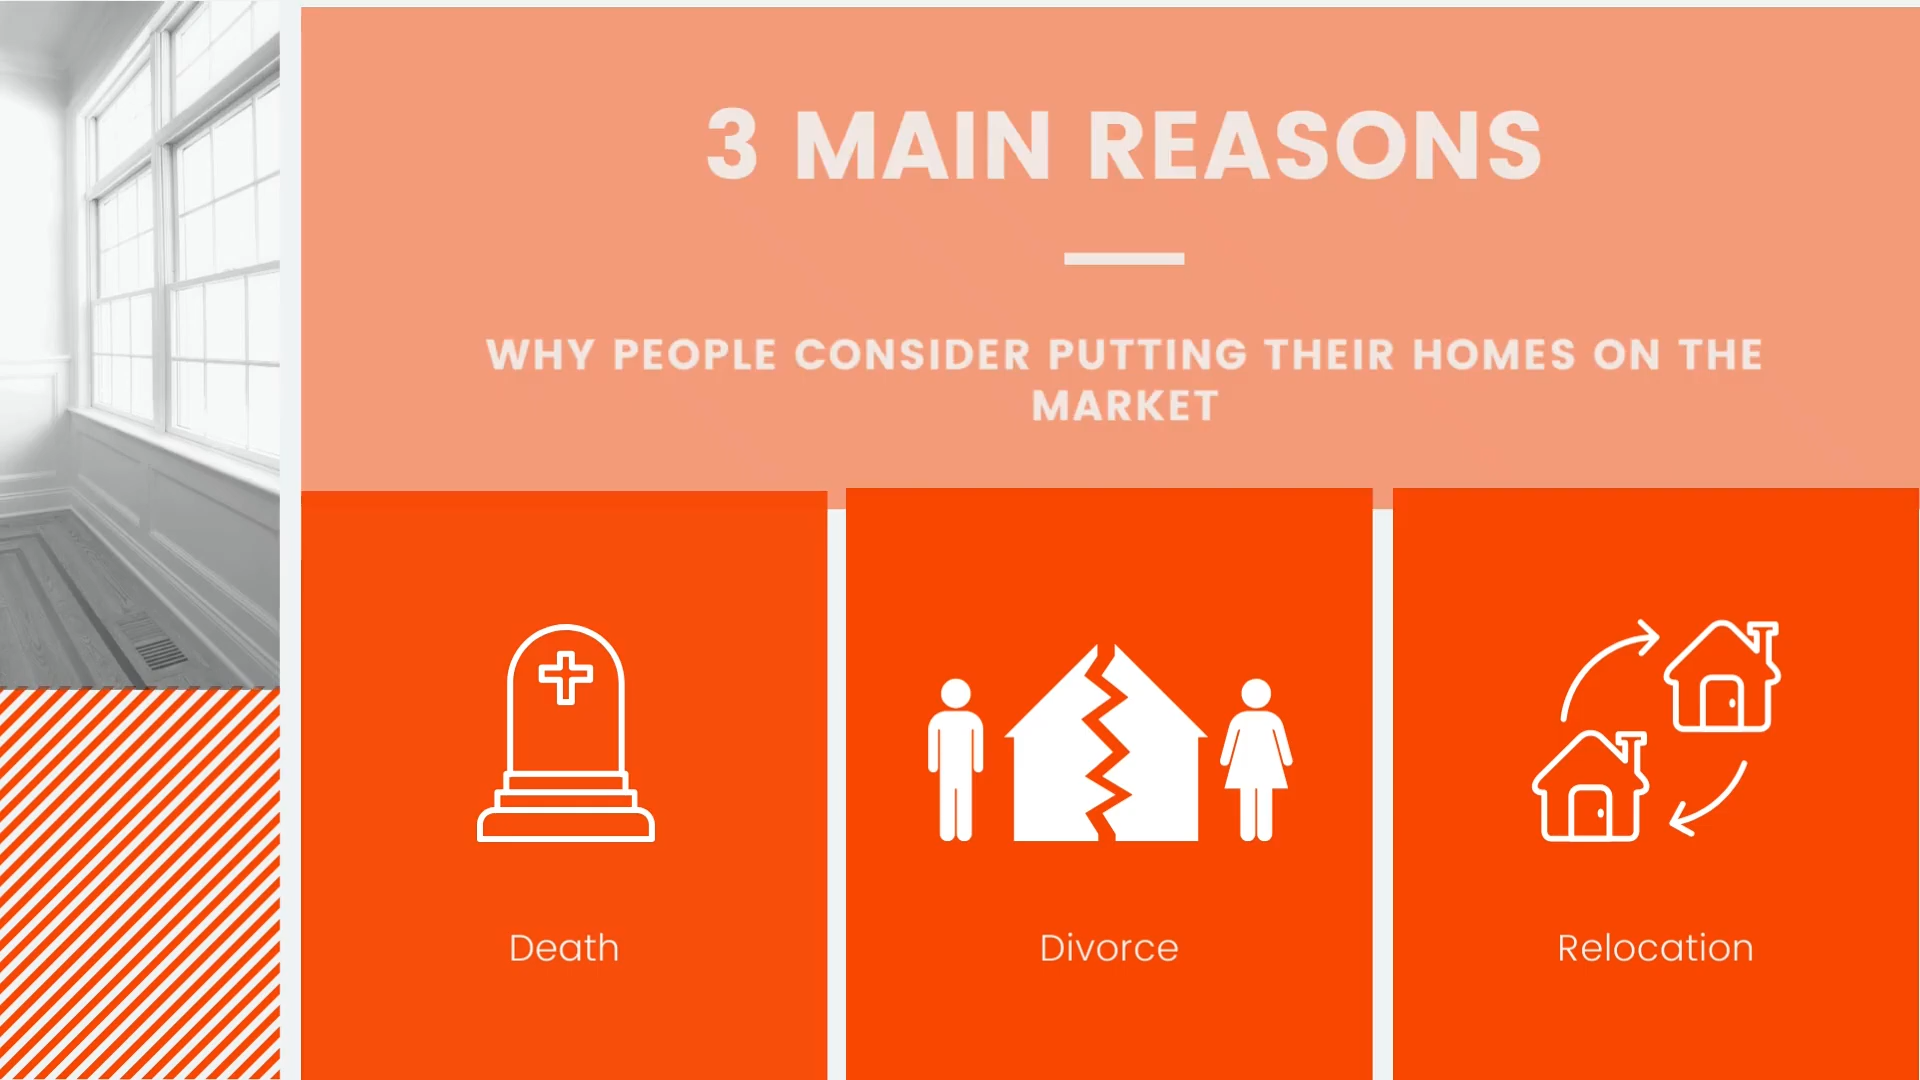 3 MAIN REASONS
WHY PEOPLE CONSIDER PUTTING THEIR HOMES ON THE
MARKET
Death
Divorce
Relocation